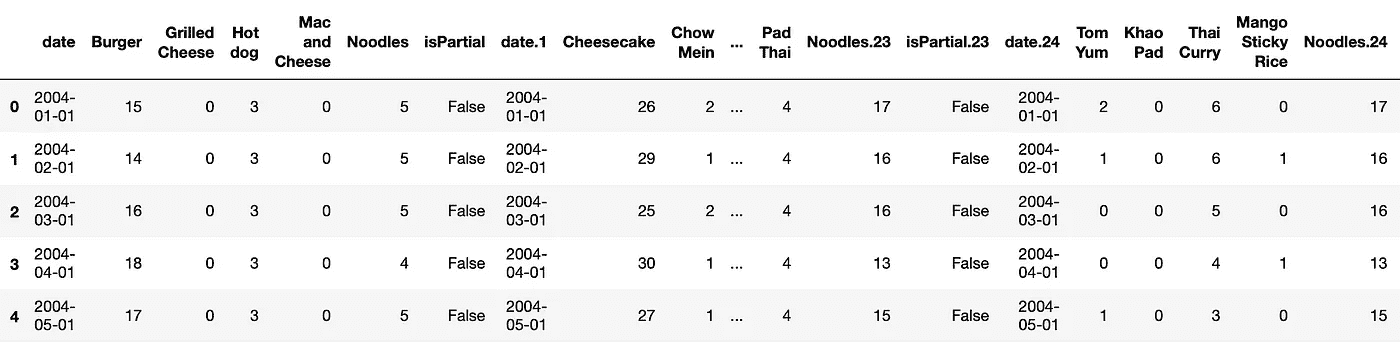 date Burger Grilled Cheese Hot dog Mac and Cheese Noodles isPartial date.1 Cheesecake Chow Mein ... Pad Thai Noodles.23 isPartial.23 date.24 Tom Yum Khao Pad Thai Curry Mango Sticky Rice Noodles.24
0 2004-01-01 15 0 3 0 5 False 2004-01-01 26 2 ... 4 17 False 2004-01-01 2 0 6 0 17
1 2004-02-01 14 0 3 0 5 False 2004-02-01 29 1 ... 4 16 False 2004-02-01 1 0 6 1 16
2 2004-03-01 16 0 3 0 5 False 2004-03-01 25 2 ... 4 16 False 2004-03-01 0 0 5 0 16
3 2004-04-01 18 0 3 0 4 False 2004-04-01 30 1 ... 4 13 False 2004-04-01 0 0 4 1 13
4 2004-05-01 17 0 3 0 5 False 2004-05-01 27 1 ... 4 15 False 2004-05-01 1 0 3 0 15